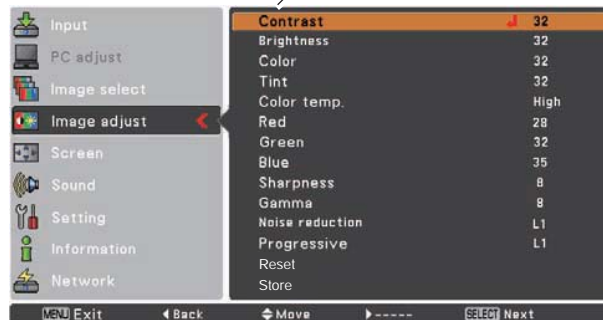 Input
PC adjust
Image select
Image adjust
Screen
Sound
Setting
Information
Network
Contrast 32
Brightness 32
Color 32
Tint 32
Color temp. High
Red 28
Green 32
Blue 35
Sharpness 8
Gamma 8
Noise reduction L1
Progressive L1
Reset
Store
MENU Exit Back Move ----- SELECT Next